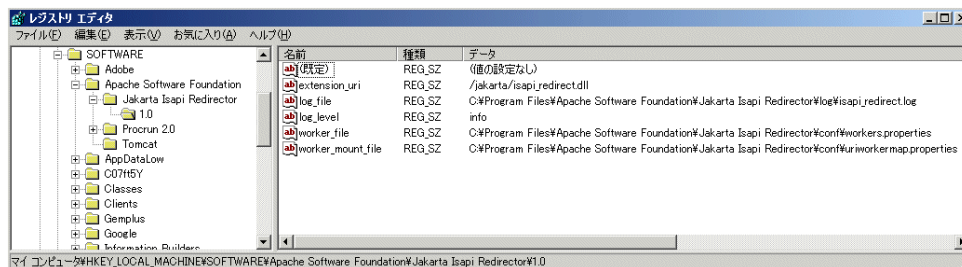 レジストリ エディタ
ファイル(F) 編集(E) 表示(V) お気に入り(A) ヘルプ(H)
SOFTWARE
Adobe
Apache Software Foundation
Jakarta Isapi Redirector
1.0
Procrun 2.0
Tomcat
AppDataLow
C07ft5Y
Classes
Clients
Gemplus
Google
Information Builders
名前 種類 データ
(既定) REG_SZ (値の設定なし)
extension_uri REG_SZ /jakarta/isapi_redirect.dll
log_file REG_SZ C:¥Program Files¥Apache Software Foundation¥Jakarta Isapi Redirector¥log¥isapi_redirect.log
log_level REG_SZ info
worker_file REG_SZ C:¥Program Files¥Apache Software Foundation¥Jakarta Isapi Redirector¥conf¥workers.properties
worker_mount_file REG_SZ C:¥Program Files¥Apache Software Foundation¥Jakarta Isapi Redirector¥conf¥uriworkermap.properties
マイ コンピュータ¥HKEY_LOCAL_MACHINE¥SOFTWARE¥Apache Software Foundation¥Jakarta Isapi Redirector¥1.0